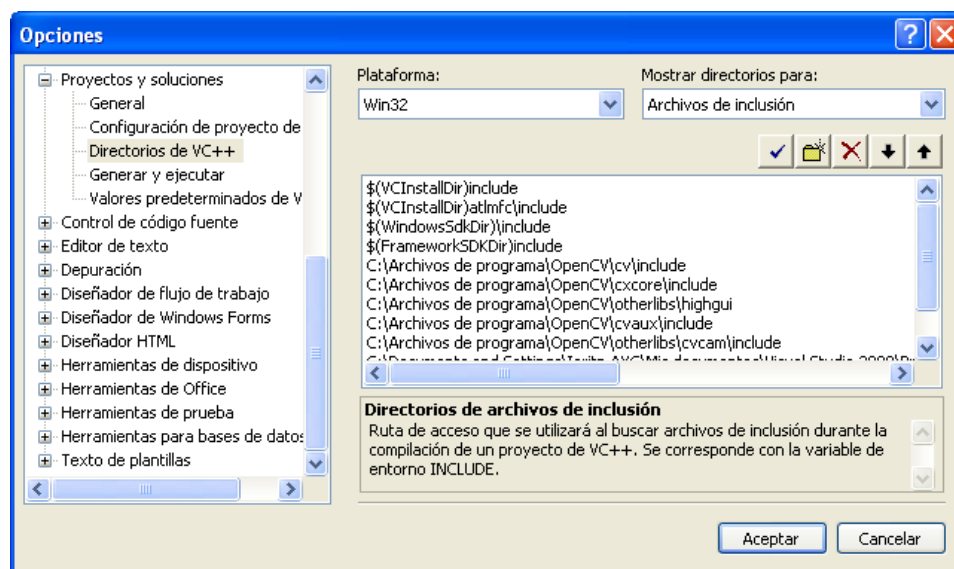 Opciones
Proyectos y soluciones
General
Configuración de proyecto de
Directorios de VC++
Generar y ejecutar
Valores predeterminados de V
Control de código fuente
Editor de texto
Depuración
Diseñador de flujo de trabajo
Diseñador de Windows Forms
Diseñador HTML
Herramientas de dispositivo
Herramientas de Office
Herramientas de prueba
Herramientas para bases de datos
Texto de plantillas
Plataforma:
Win32
Mostrar directorios para:
Archivos de inclusión
$(VCInstallDir)include
$(VCInstallDir)atlmfc\include
$(WindowsSdkDir)\include
$(FrameworkSDKDir)include
C:\Archivos de programa\OpenCV\cv\include
C:\Archivos de programa\OpenCV\cxcore\include
C:\Archivos de programa\OpenCV\otherlibs\highgui
C:\Archivos de programa\OpenCV\cvaux\include
C:\Archivos de programa\OpenCV\otherlibs\cvcam\include
Directorios de archivos de inclusión
Ruta de acceso que se utilizará al buscar archivos de inclusión durante la
compilación de un proyecto de VC++. Se corresponde con la variable de
entorno INCLUDE.
Aceptar
Cancelar